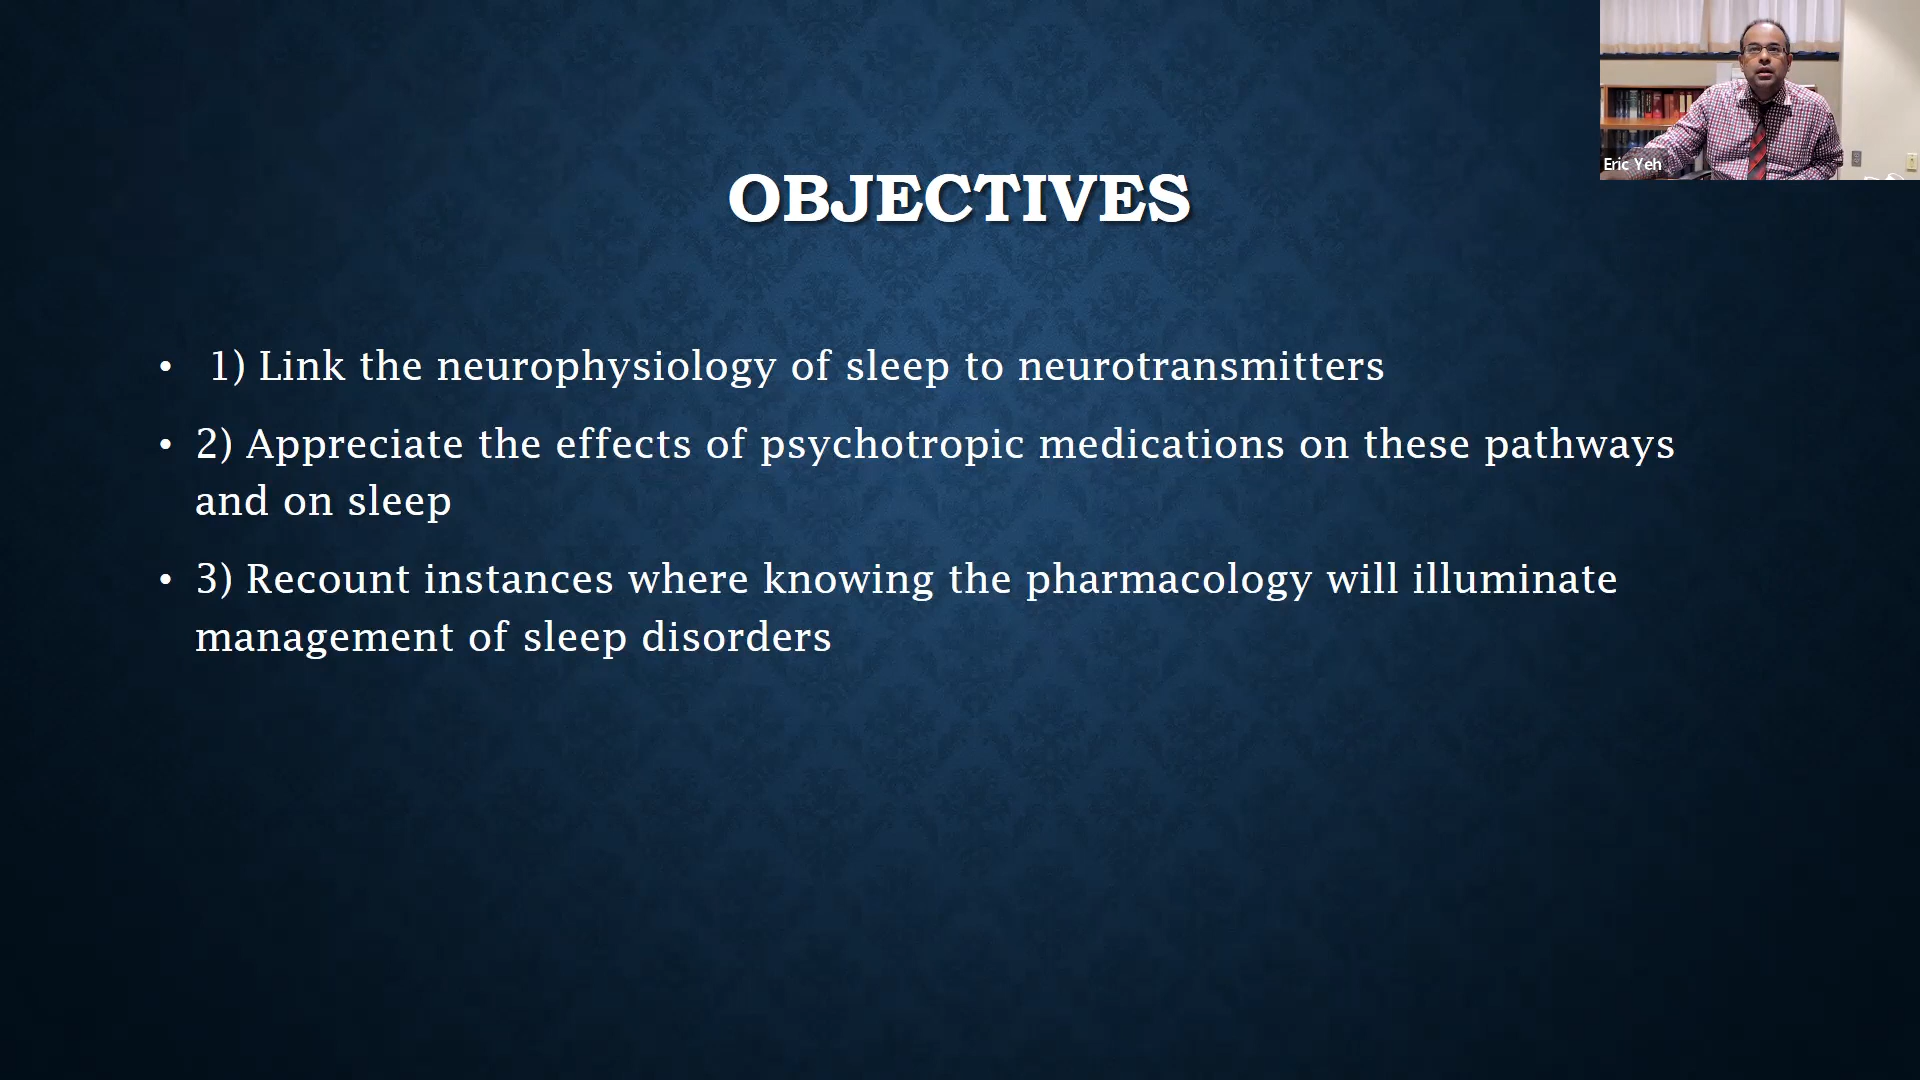 Eric Yeh
OBJECTIVES
• 1) Link the neurophysiology of sleep to neurotransmitters
• 2) Appreciate the effects of psychotropic medications on these pathways
and on sleep
• 3) Recount instances where knowing the pharmacology will illuminate
management of sleep disorders